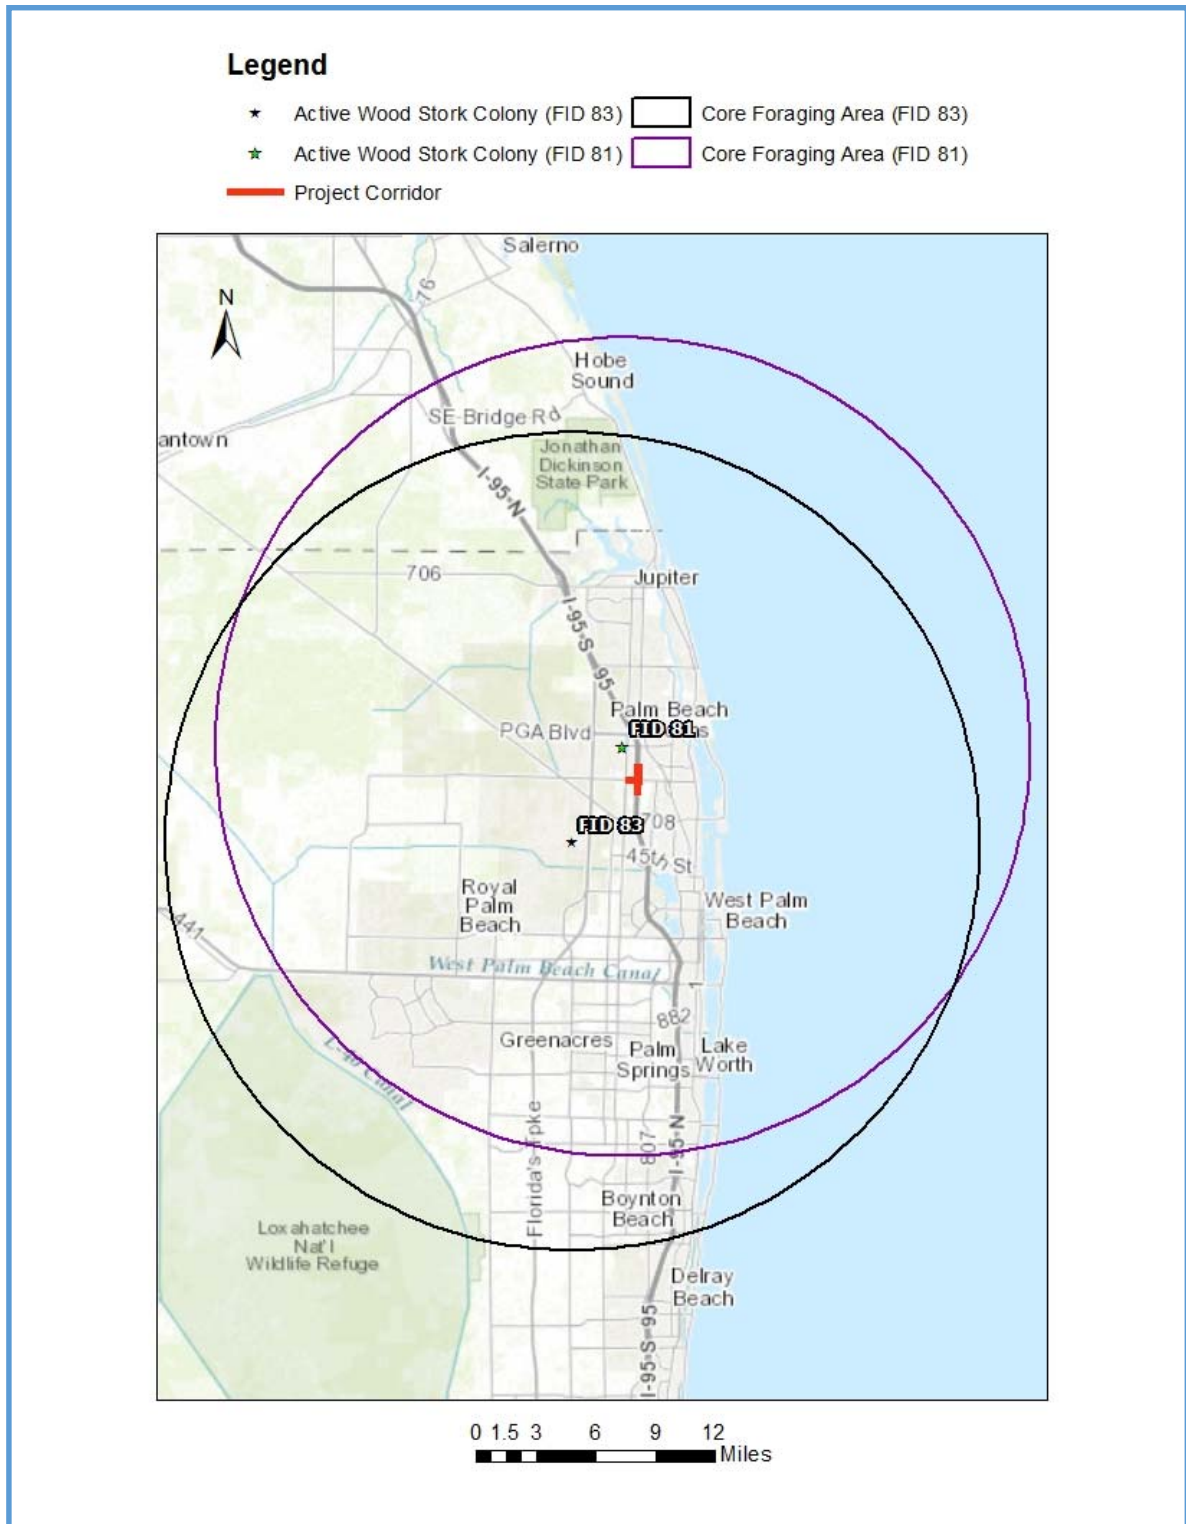 Legend
Active Wood Stork Colony (FID 83)
Core Foraging Area (FID 83)
Active Wood Stork Colony (FID 81)
Core Foraging Area (FID 81)
Project Corridor
Salerno
76
N
Hobe
Sound
SE Bridge Rd
antown
Jonathan
Dickinson
State Park
I-95-N
706
Jupiter
I-95-S
95
Palm Beach
FID 81
PGA Blvd
FID 83
708
45th St
Royal
Palm
Beach
West Palm
Beach
441
West Palm Beach Canal
1
882
Greenacres
Palm
Springs
Lake
Worth
L-40 Canal
Florida's Tpke
807
I-95-N
Boynton
Beach
Loxahatchee
Nat'l
Wildlife Refuge
Delray
Beach
I-95-S-95
0 1.5 3 6 9 12
Miles